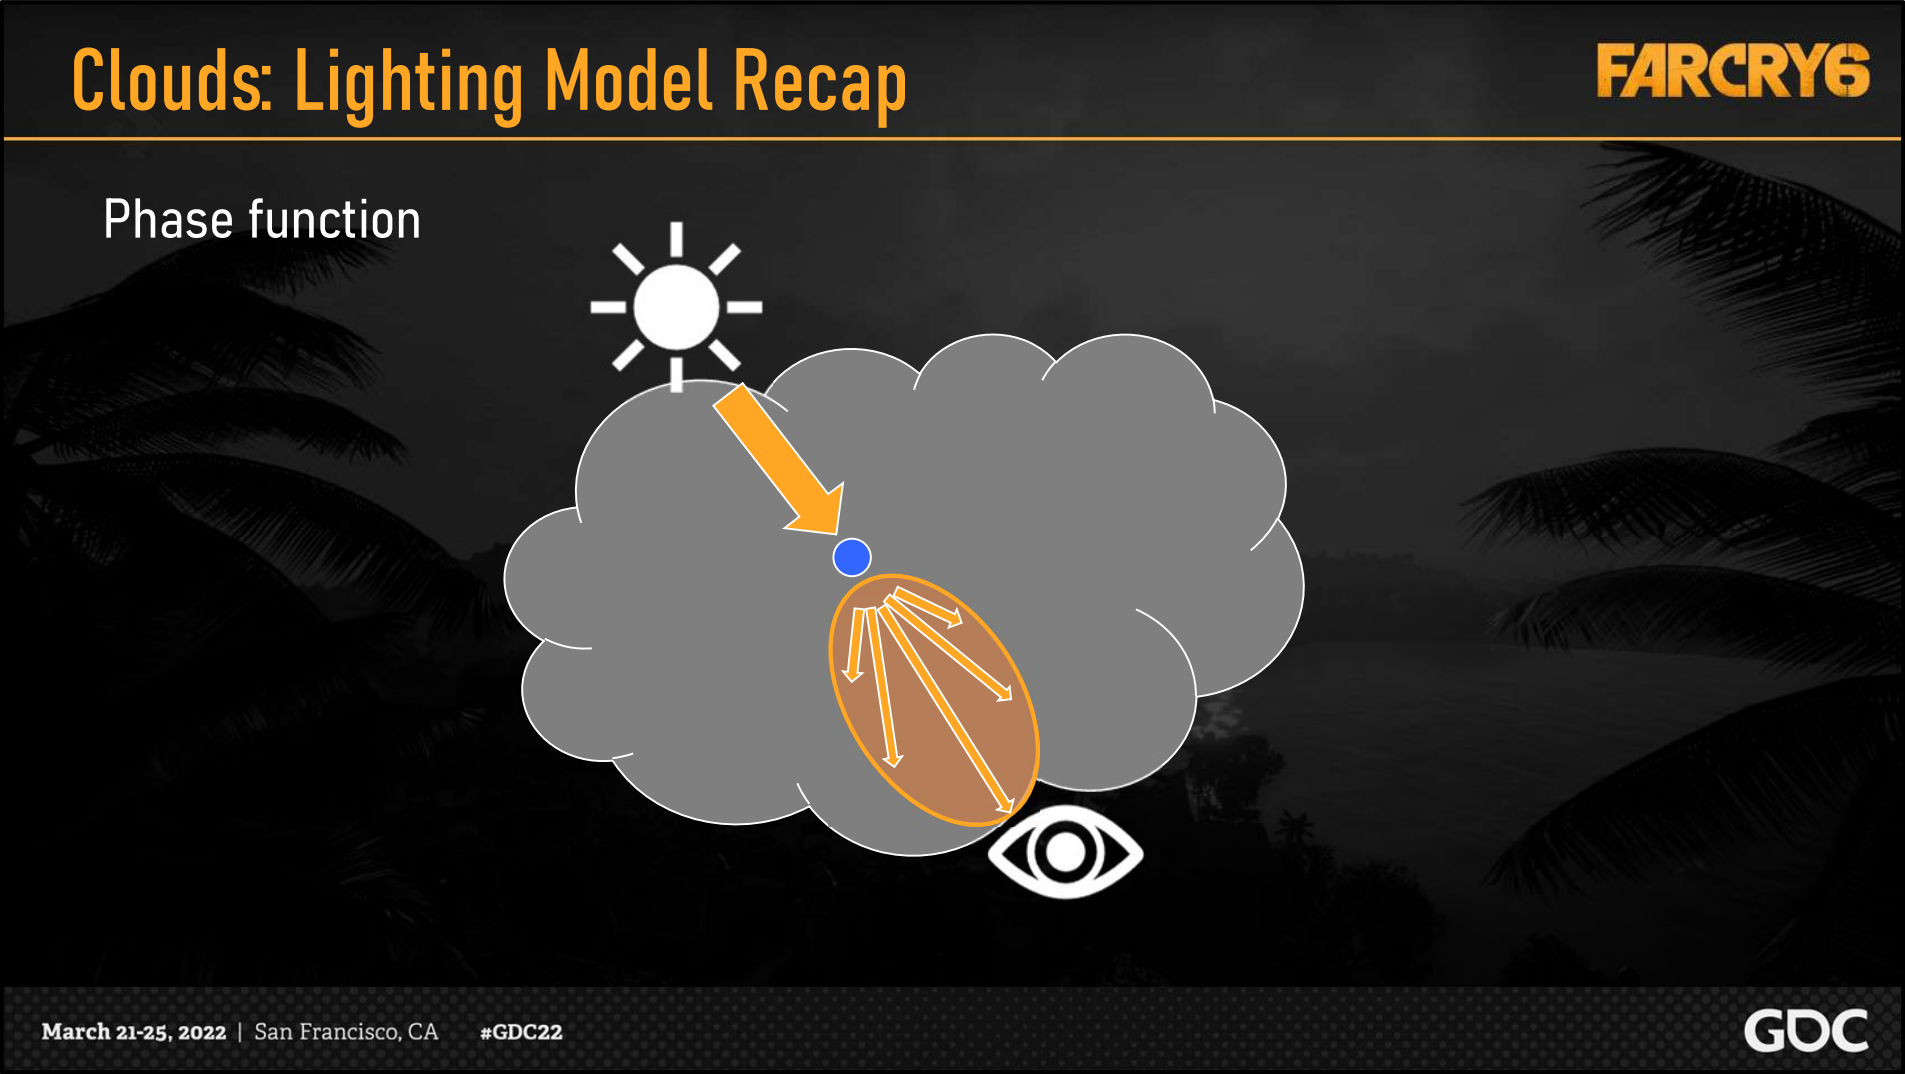 Clouds: Lighting Model Recap
FARCRY6
Phase function
March 21-25, 2022 | San Francisco, CA #GDC22
GDC